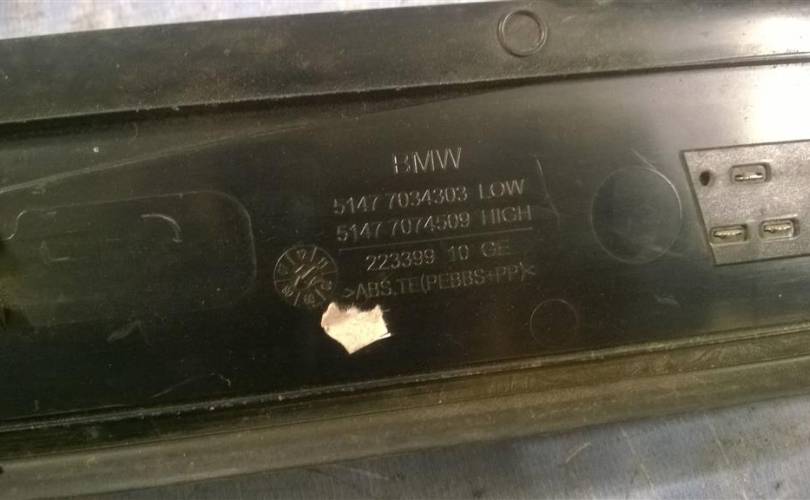 BMW
5147 7034303 LOW
5147 7074509 HIGH
223399 10 GE
>ABS,TE(PEBBS+PP)<